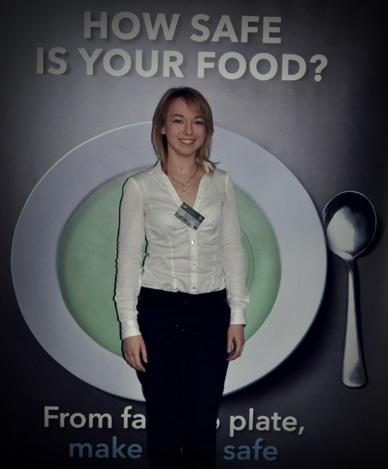 HOW SAFE
IS YOUR FOOD?
From plate,
make safe